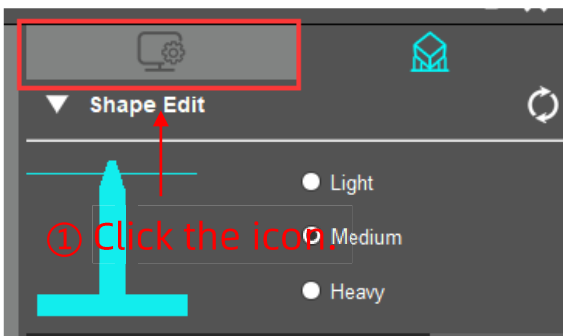 Shape Edit
Light
① Click the icon.
Medium
Heavy